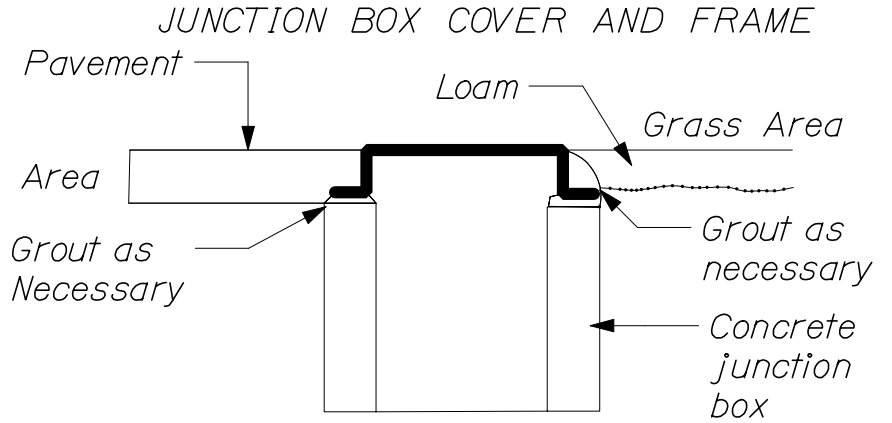 JUNCTION BOX COVER AND FRAME
Pavement
Loam
Grass Area
Area
Grout as
Necessary
Grout as
necessary
Concrete
junction
box